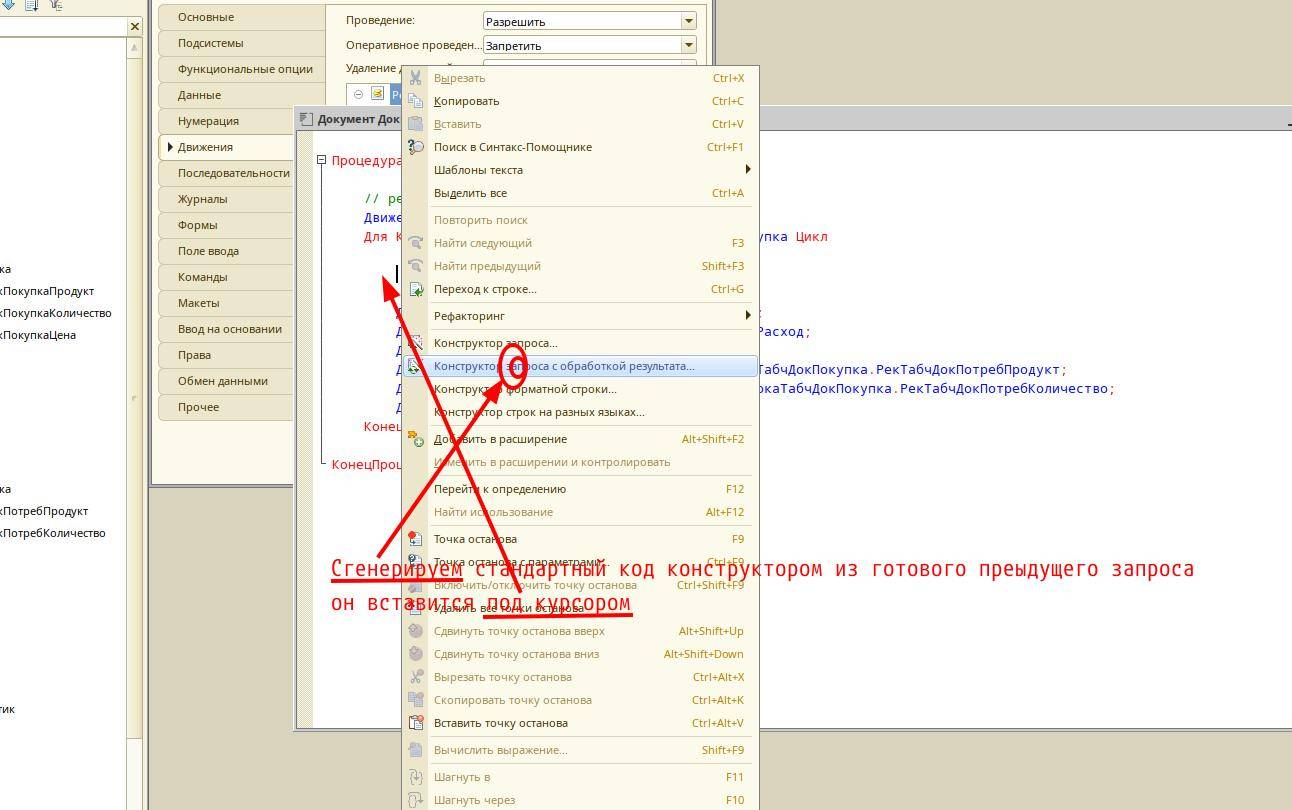 Основные
Подсистемы
Функциональные опции
Данные
Нумерация
Движения
Последовательности
Журналы
Формы
Поле ввода
Команды
Макеты
Ввод на основании
Права
Обмен данными
Прочее
Проведение: Разрешить
Оперативное проведен... Запретить
Удаление
ка
кПокупкаПродукт
кПокупкаКоличество
кПокупкаЦена
ка
кПотребПродукт
кПотребКоличество
тик
Документ Док
Процедура
// ре
Движе
Для К упка Цикл
Расход;
ТабчДокПокупка.РекТабчДокПотребПродукт;
окаТабчДокПокупка.РекТабчДокПотребКоличество;
Конец
КонецПроц
Вырезать Ctrl+X
Копировать Ctrl+C
Вставить Ctrl+V
Поиск в Синтакс-Помощнике Ctrl+F1
Шаблоны текста
Выделить все Ctrl+A
Повторить поиск
Найти следующий F3
Найти предыдущий Shift+F3
Переход к строке... Ctrl+G
Рефакторинг
Конструктор запроса...
Конструктор запроса с обработкой результата...
Конструктор форматной строки...
Конструктор строк на разных языках...
Добавить в расширение Alt+Shift+F2
Изменить в расширении и контролировать
Перейти к определению F12
Найти использование Alt+F12
Точка останова F9
Точка останова с параметрами... Ctrl+F9
Включить/отключить точку останова Ctrl+Shift+F9
Удалить все точки останова
Сдвинуть точку останова вверх Alt+Shift+Up
Сдвинуть точку останова вниз Alt+Shift+Down
Вырезать точку останова Ctrl+Alt+X
Скопировать точку останова Ctrl+Alt+K
Вставить точку останова Ctrl+Alt+V
Вычислить выражение... Shift+F9
Шагнуть в F11
Шагнуть через F10
Сгенерируем стандартный код конструктором из готового преыдущего запроса
он вставится под курсором